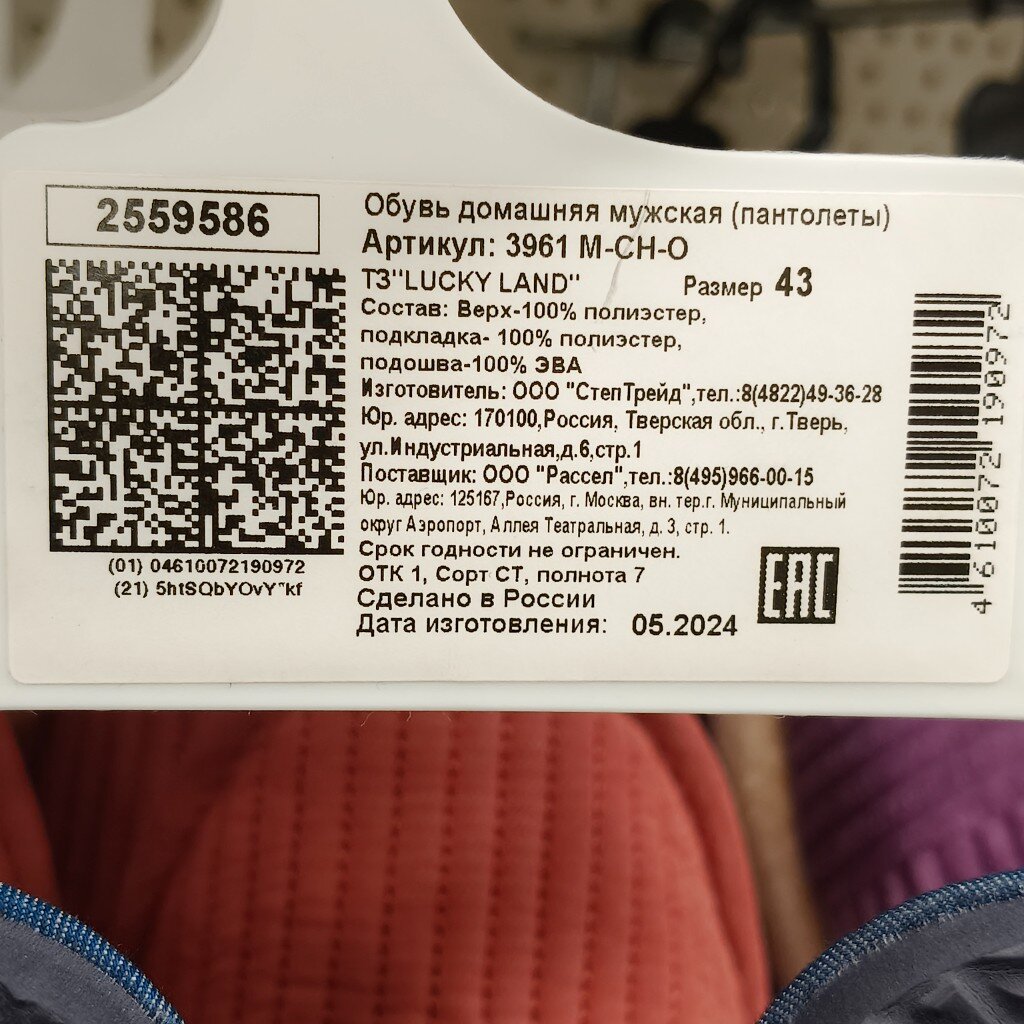 2559586
(01) 04610072190972
(21) 5htSQbYOvY"kf
Обувь домашняя мужская (пантолеты)
Артикул: 3961 M-CH-O
ТЗ"LUCKY LAND" Размер 43
Состав: Верх-100% полиэстер,
подкладка- 100% полиэстер,
подошва-100% ЭВА
Изготовитель: ООО "СтепТрейд",тел.:8(4822)49-36-28
Юр. адрес: 170100,Россия, Тверская обл., г.Тверь,
ул.Индустриальная,д.6,стр.1
Поставщик: ООО "Рассел",тел.:8(495)966-00-15
Юр. адрес: 125167,Россия, г. Москва, вн. тер.г. Муниципальный
округ Аэропорт, Аллея Театральная, д. 3, стр. 1.
Срок годности не ограничен.
ОТК 1, Сорт СТ, полнота 7
Сделано в России
Дата изготовления: 05.2024
EAC
4 610072 190972